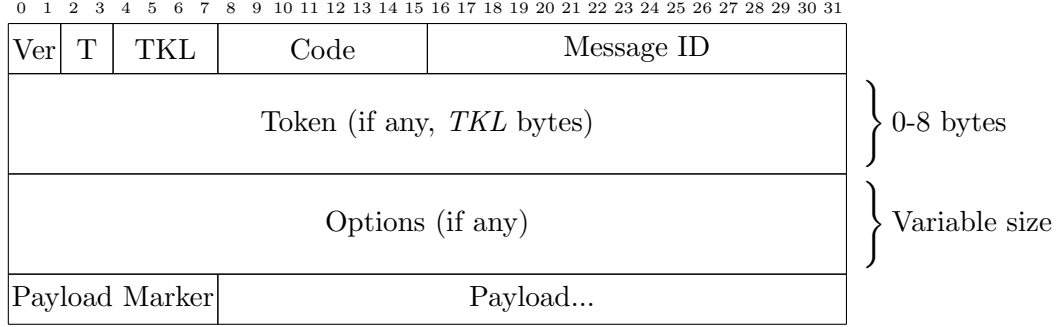 0 1 2 3 4 5 6 7 8 9 10 11 12 13 14 15 16 17 18 19 20 21 22 23 24 25 26 27 28 29 30 31
Ver T TKL Code Message ID
Token (if any, TKL bytes) 0-8 bytes
Options (if any) Variable size
Payload Marker Payload...